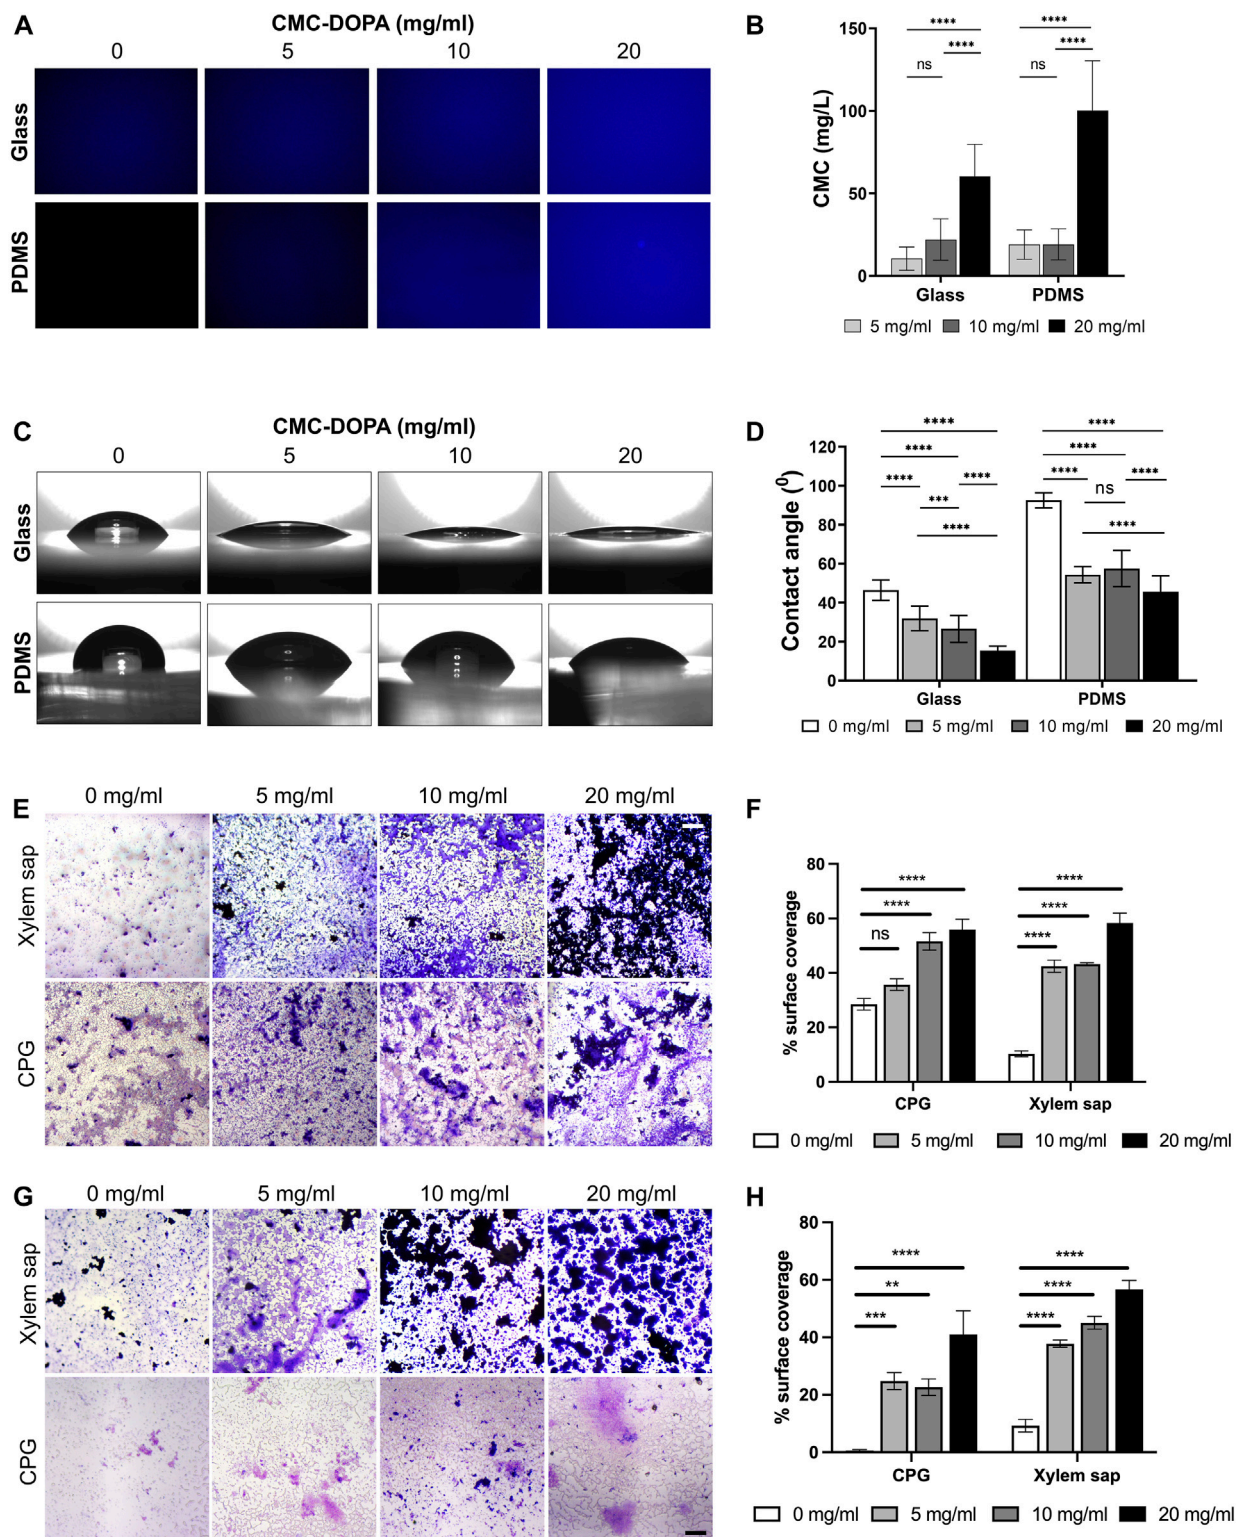 A
CMC-DOPA (mg/ml)
0 5 10 20
Glass
PDMS
B
CMC (mg/L)
150
100
50
0
**** ****
**** ****
ns ns
Glass PDMS
5 mg/ml 10 mg/ml 20 mg/ml
C
CMC-DOPA (mg/ml)
0 5 10 20
Glass
PDMS
D
Contact angle (⁰)
120
100
80
60
40
20
0
**** ****
**** ****
**** **** **** ****
*** ns
**** ****
Glass PDMS
0 mg/ml 5 mg/ml 10 mg/ml 20 mg/ml
E
0 mg/ml 5 mg/ml 10 mg/ml 20 mg/ml
Xylem sap
CPG
F
% surface coverage
80
60
40
20
0
**** ****
**** ****
ns ****
CPG Xylem sap
0 mg/ml 5 mg/ml 10 mg/ml 20 mg/ml
G
0 mg/ml 5 mg/ml 10 mg/ml 20 mg/ml
Xylem sap
CPG
H
% surface coverage
80
60
40
20
0
**** ****
** ****
*** ****
CPG Xylem sap
0 mg/ml 5 mg/ml 10 mg/ml 20 mg/ml